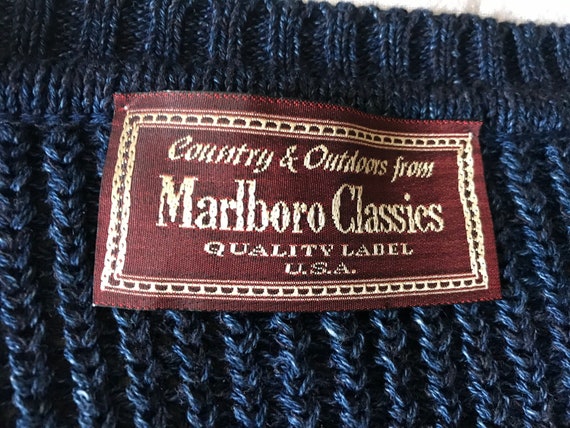 Country & Outdoors from
Marlboro Classics
QUALITY LABEL
U.S.A.